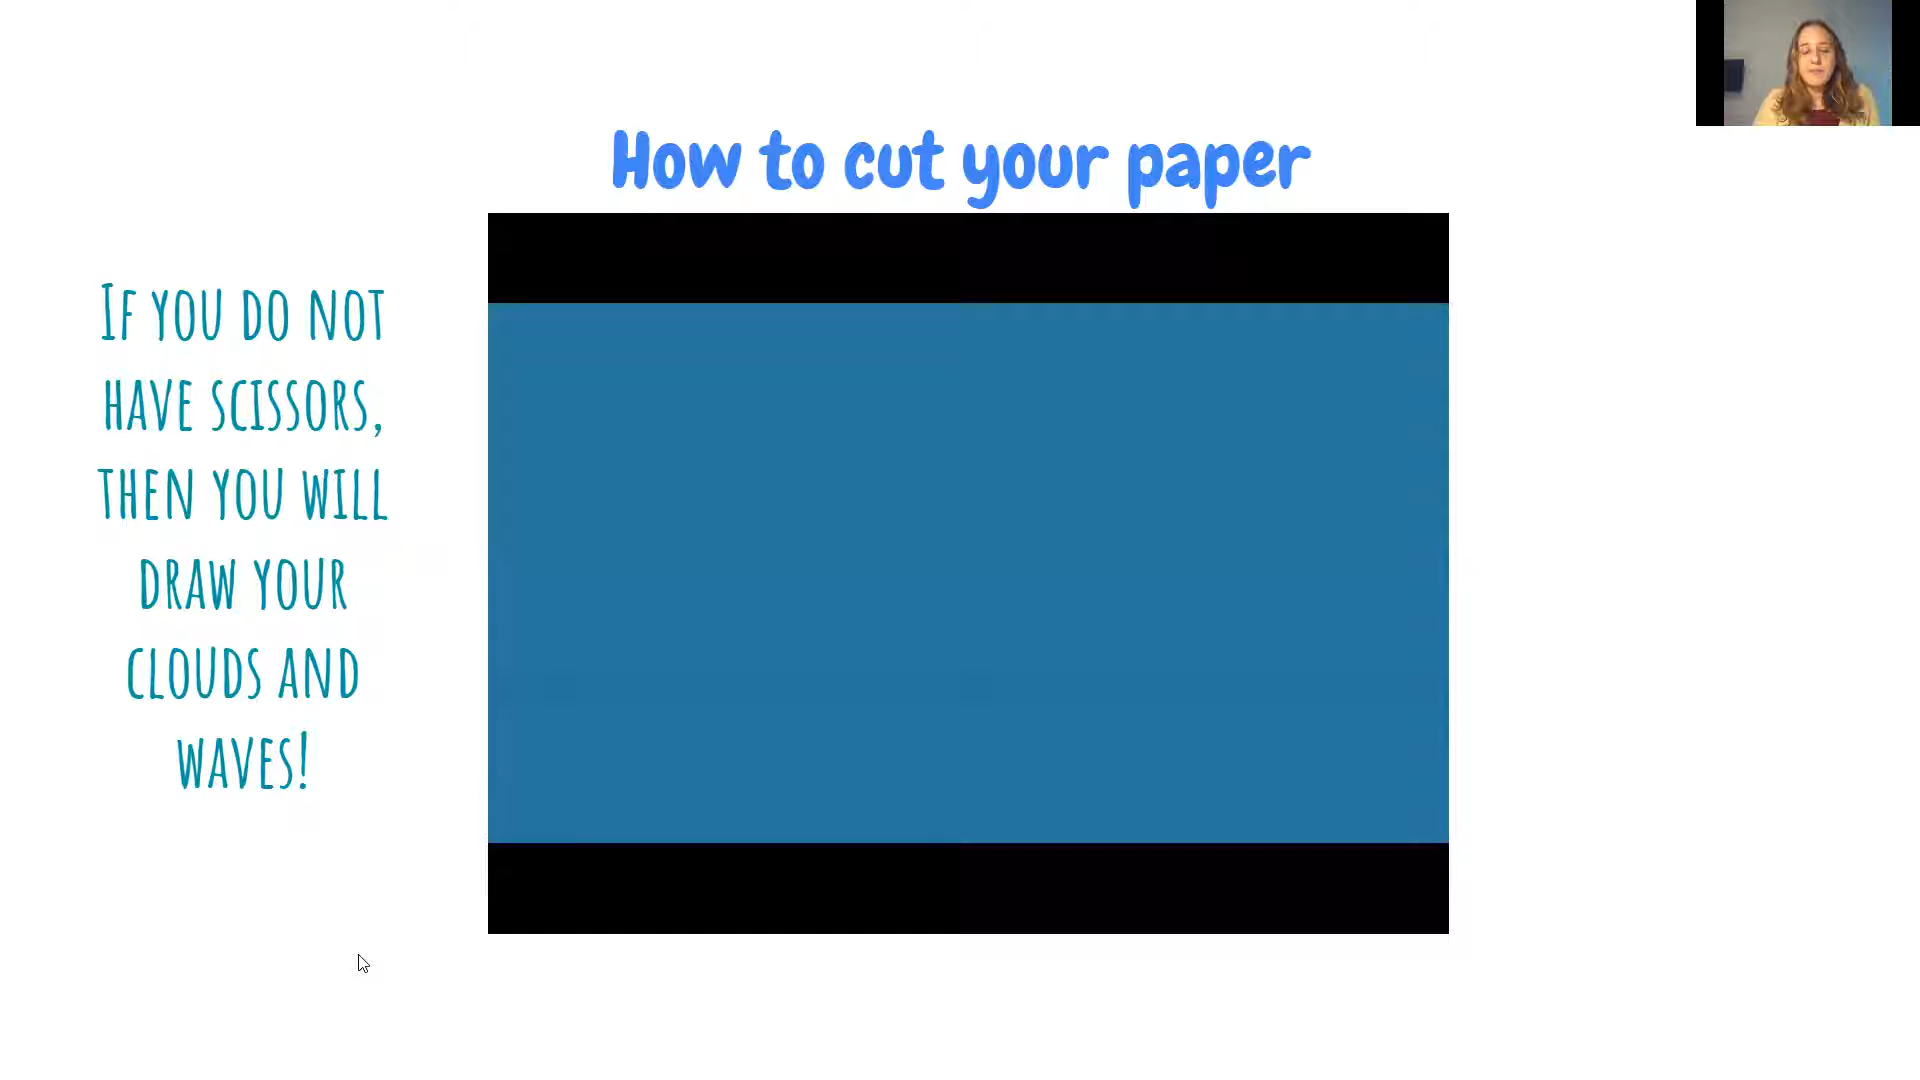 How to cut your paper
If you do not
have scissors,
then you will
draw your
clouds and
waves!